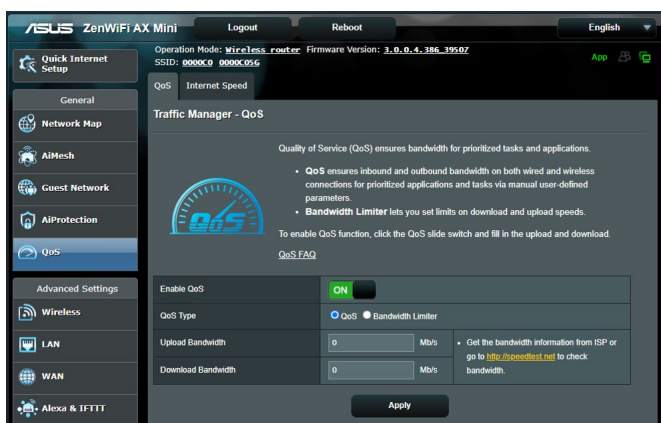 ASUS ZenWiFi AX Mini
Logout
Reboot
English
Quick Internet
Setup
General
Network Map
AiMesh
Guest Network
AiProtection
QoS
Advanced Settings
Wireless
LAN
WAN
Alexa & IFTTT
Operation Mode: Wireless router Firmware Version: 3.0.0.4.386_39507
SSID: 0000C0 0000C05G
App
QoS Internet Speed
Traffic Manager - QoS
QoS
Quality of Service (QoS) ensures bandwidth for prioritized tasks and applications.
• QoS ensures inbound and outbound bandwidth on both wired and wireless
connections for prioritized applications and tasks via manual user-defined
parameters.
• Bandwidth Limiter lets you set limits on download and upload speeds.
To enable QoS function, click the QoS slide switch and fill in the upload and download.
QoS FAQ
Enable QoS ON
QoS Type QoS Bandwidth Limiter
Upload Bandwidth 0 Mb/s
Download Bandwidth 0 Mb/s
• Get the bandwidth information from ISP or
go to http://speedtest.net to check
bandwidth.
Apply